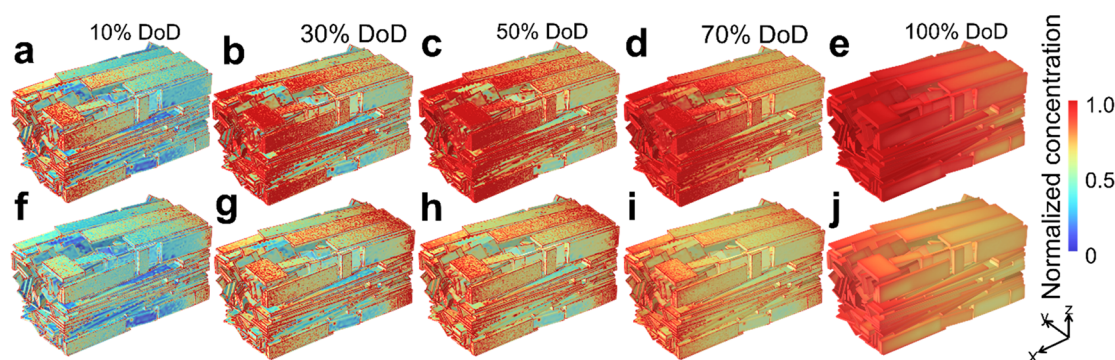 a 10% DoD
b 30% DoD
c 50% DoD
d 70% DoD
e 100% DoD
f
g
h
i
j
Normalized concentration
1.0
0.5
0
y
z
x